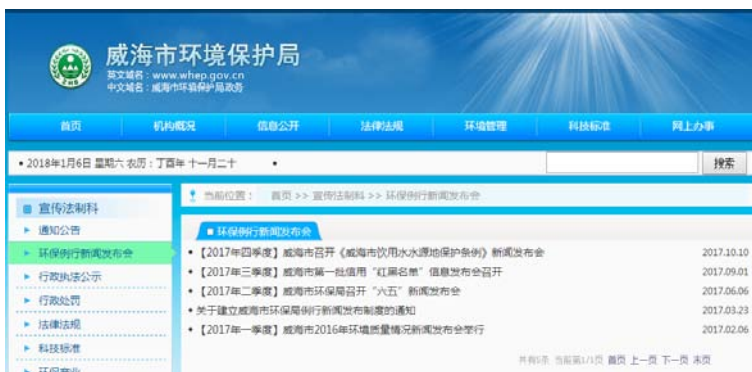 威海市环境保护局
英文域名：www.whep.gov.cn
中文域名：威海市环境保护局政务
首页 机构概况 信息公开 法律法规 环境管理 科技标准 网上办事
• 2018年1月6日 星期六 农历：丁酉年 十一月二十 •
搜索
宣传法制科
通知公告
环保例行新闻发布会
行政执法公示
行政处罚
法律法规
科技标准
当前位置： 首页 >> 宣传法制科 >> 环保例行新闻发布会
环保例行新闻发布会
• 【2017年四季度】威海市召开《威海市饮用水水源地保护条例》新闻发布会 2017.10.10
• 【2017年三季度】威海市第一批信用“红黑名单”信息发布会召开 2017.09.01
• 【2017年二季度】威海市环保局召开“六五”新闻发布会 2017.06.06
• 关于建立威海市环保局例行新闻发布制度的通知 2017.03.23
• 【2017年一季度】威海市2016年环境质量情况新闻发布会举行 2017.02.06
共有5条 当前第1/1页 首页 上一页 下一页 末页